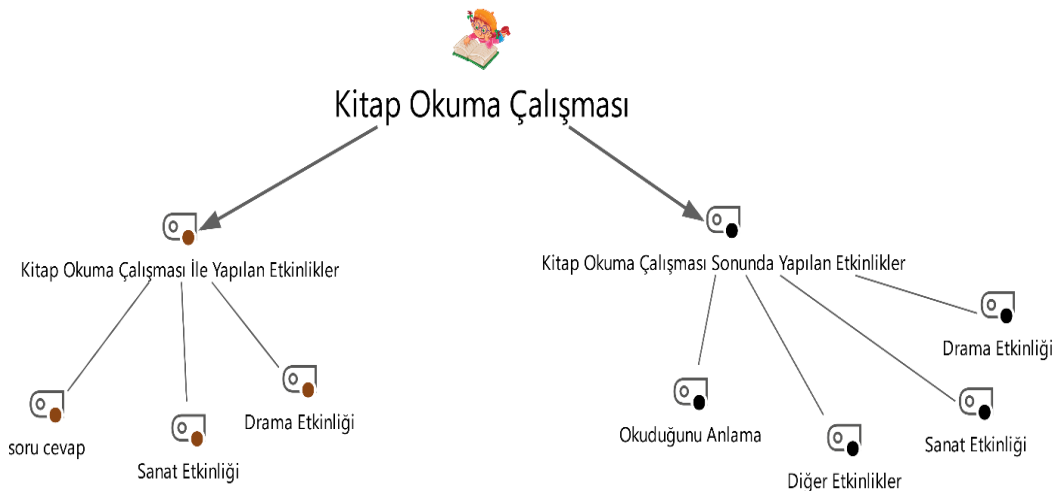 Kitap Okuma Çalışması
Kitap Okuma Çalışması İle Yapılan Etkinlikler
Kitap Okuma Çalışması Sonunda Yapılan Etkinlikler
soru cevap
Sanat Etkinliği
Drama Etkinliği
Okuduğunu Anlama
Diğer Etkinlikler
Sanat Etkinliği
Drama Etkinliği